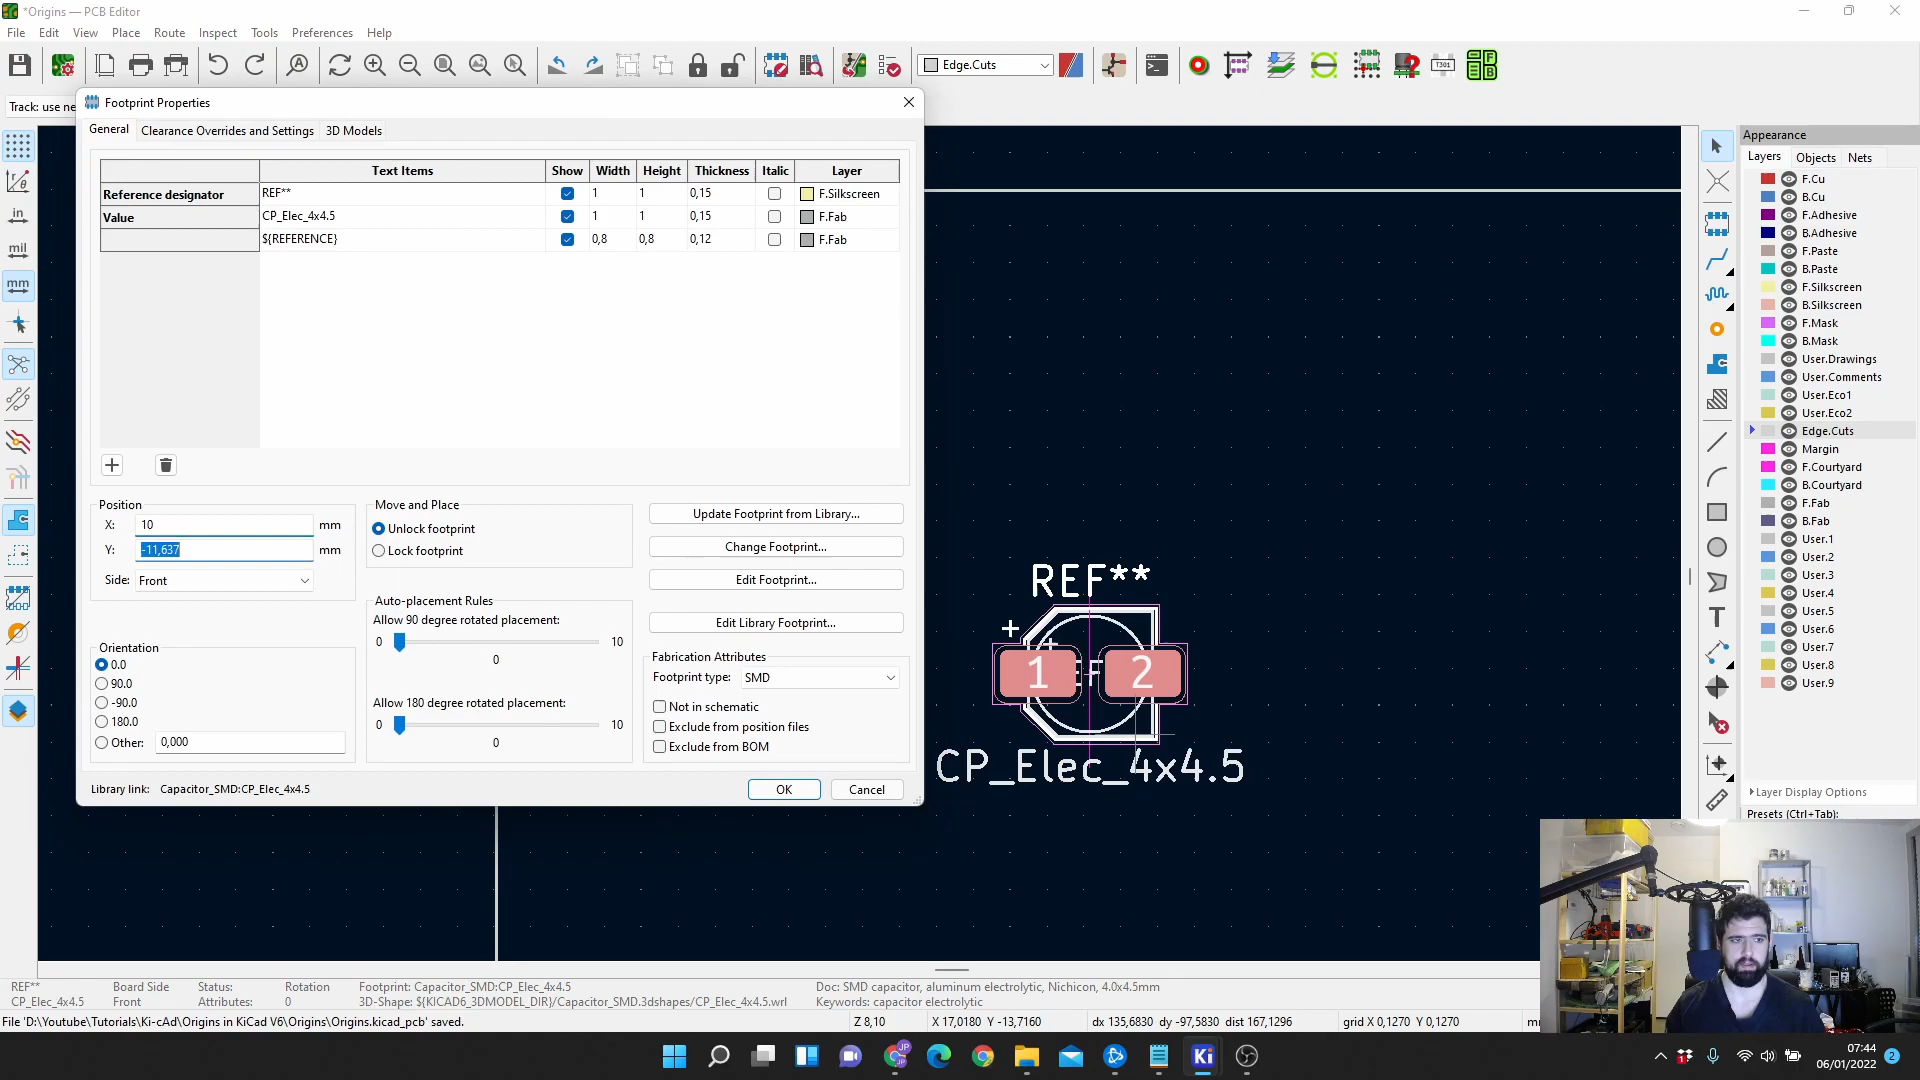 *Origins — PCB Editor
File Edit View Place Route Inspect Tools Preferences Help
Edge.Cuts
T301
Track: use ne
Footprint Properties
General Clearance Overrides and Settings 3D Models
Text Items Show Width Height Thickness Italic Layer
Reference designator REF** 1 1 0,15 F.Silkscreen
Value CP_Elec_4x4.5 1 1 0,15 F.Fab
${REFERENCE} 0,8 0,8 0,12 F.Fab
in
mil
mm
Position
X: 10 mm
Y: -11,637 mm
Side: Front
Orientation
0.0
90.0
-90.0
180.0
Other: 0,000
Move and Place
Unlock footprint
Lock footprint
Auto-placement Rules
Allow 90 degree rotated placement:
0 10
0
Allow 180 degree rotated placement:
0 10
0
Update Footprint from Library...
Change Footprint...
Edit Footprint...
Edit Library Footprint...
Fabrication Attributes
Footprint type: SMD
Not in schematic
Exclude from position files
Exclude from BOM
Library link: Capacitor_SMD:CP_Elec_4x4.5
OK Cancel
REF**
+
1 2
CP_Elec_4x4.5
Appearance
Layers Objects Nets
F.Cu
B.Cu
F.Adhesive
B.Adhesive
F.Paste
B.Paste
F.Silkscreen
B.Silkscreen
F.Mask
B.Mask
User.Drawings
User.Comments
User.Eco1
User.Eco2
Edge.Cuts
Margin
F.Courtyard
B.Courtyard
F.Fab
B.Fab
User.1
User.2
User.3
User.4
User.5
User.6
User.7
User.8
User.9
Layer Display Options
Presets (Ctrl+Tab):
REF** Board Side Status: Rotation Footprint: Capacitor_SMD:CP_Elec_4x4.5 Doc: SMD capacitor, aluminum electrolytic, Nichicon, 4.0x4.5mm
CP_Elec_4x4.5 Front Attributes: 0 3D-Shape: ${KICAD6_3DMODEL_DIR}/Capacitor_SMD.3dshapes/CP_Elec_4x4.5.wrl Keywords: capacitor electrolytic
File 'D:\Youtube\Tutorials\Ki-cAd\Origins in KiCad V6\Origins\Origins.kicad_pcb' saved. Z 8,10 X 17,0180 Y -13,7160 dx 135,6830 dy -97,5830 dist 167,1296 grid X 0,1270 Y 0,1270
JP
Ki
07:44
06/01/2022
2